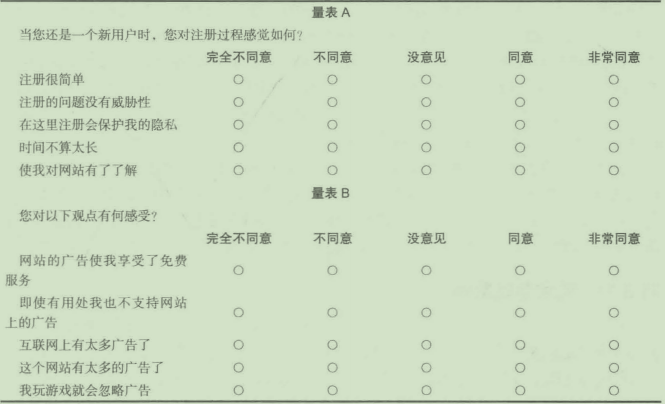 量表 A
当您还是一个新用户时，您对注册过程感觉如何?
完全不同意 不同意 没意见 同意 非常同意
注册很简单 ○ ○ ○ ○ ○
注册的问题没有威胁性 ○ ○ ○ ○ ○
在这里注册会保护我的隐私 ○ ○ ○ ○ ○
时间不算太长 ○ ○ ○ ○ ○
使我对网站有了了解 ○ ○ ○ ○ ○
量表 B
您对以下观点有何感受?
完全不同意 不同意 没意见 同意 非常同意
网站的广告使我享受了免费
服务 ○ ○ ○ ○ ○
即使有用处我也不支持网站
上的广告 ○ ○ ○ ○ ○
互联网上有太多广告了 ○ ○ ○ ○ ○
这个网站有太多的广告了 ○ ○ ○ ○ ○
我玩游戏就会忽略广告 ○ ○ ○ ○ ○